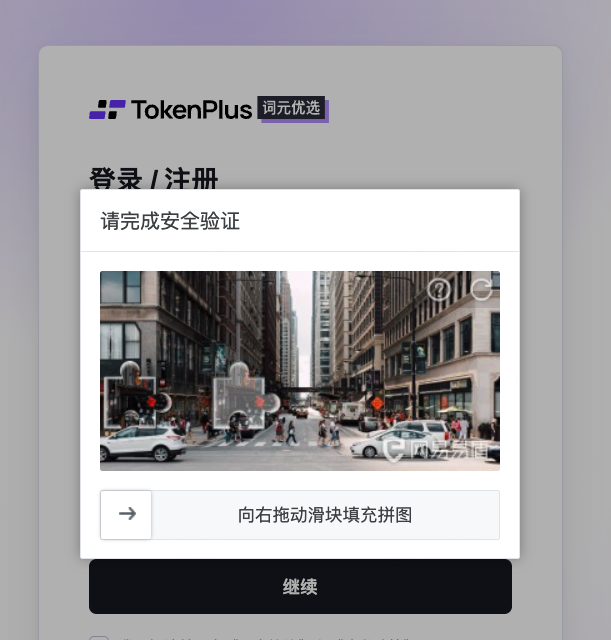 TokenPlus 词元优选
登录 / 注册
请完成安全验证
网易易盾
向右拖动滑块填充拼图
继续